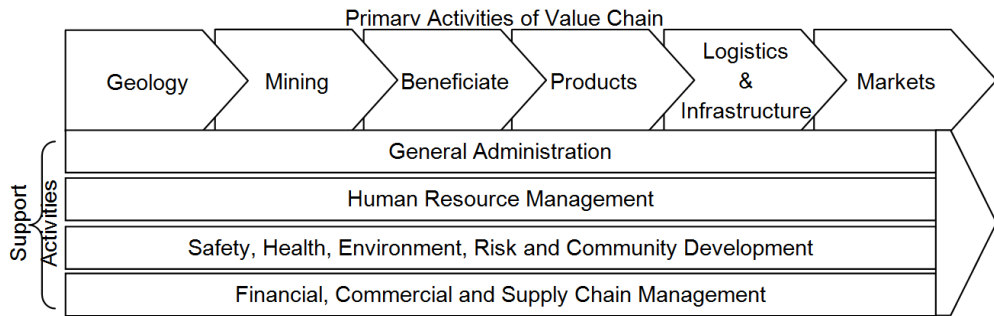 Primary Activities of Value Chain
Geology
Mining
Beneficiate
Products
Logistics
&
Infrastructure
Markets
Support
Activities
General Administration
Human Resource Management
Safety, Health, Environment, Risk and Community Development
Financial, Commercial and Supply Chain Management